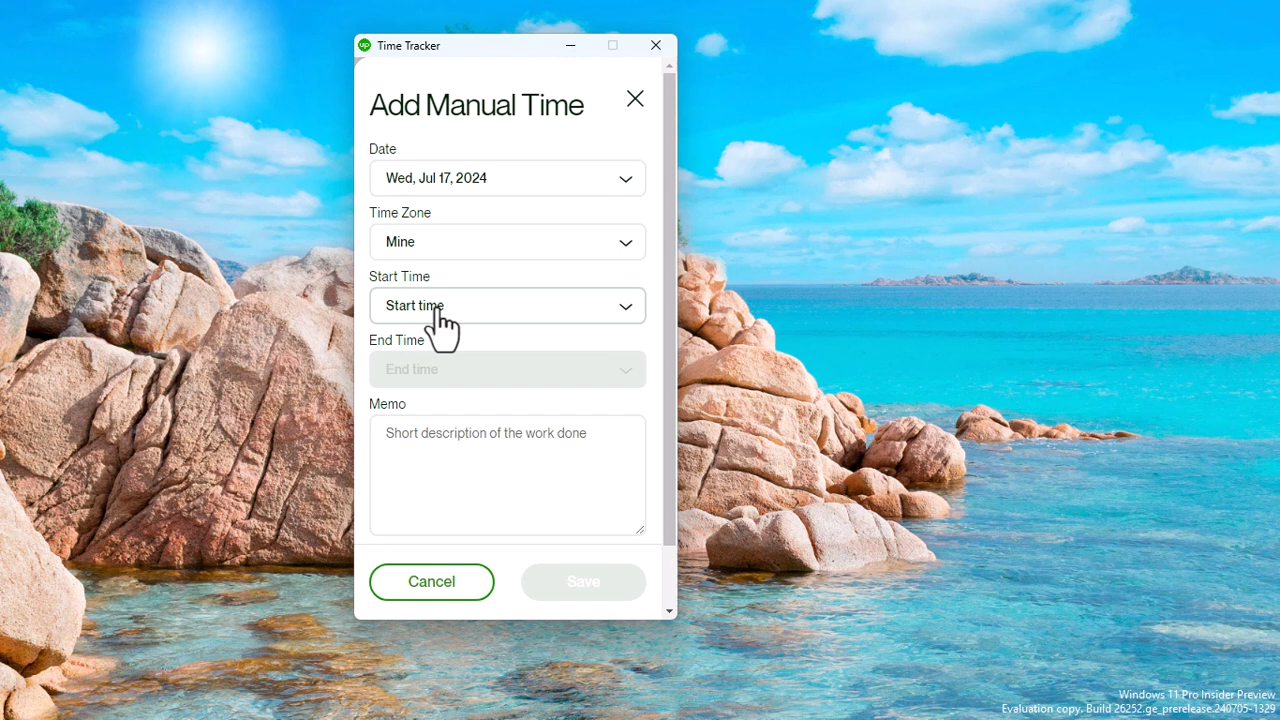 up Time Tracker
Add Manual Time
Date
Wed, Jul 17, 2024
Time Zone
Mine
Start Time
Start time
End Time
End time
Memo
Short description of the work done
Cancel
Save
Windows 11 Pro Insider Preview
Evaluation copy. Build 26252.ge_prerelease.240705-1329